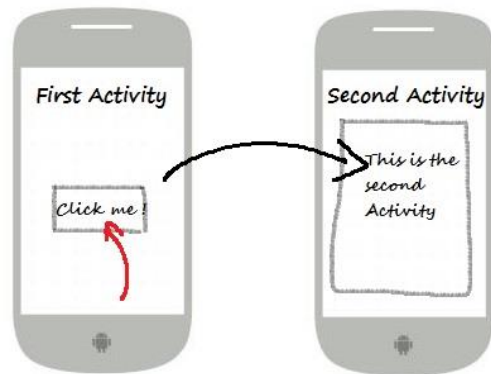 First Activity
Click me !
Second Activity
This is the
second
Activity